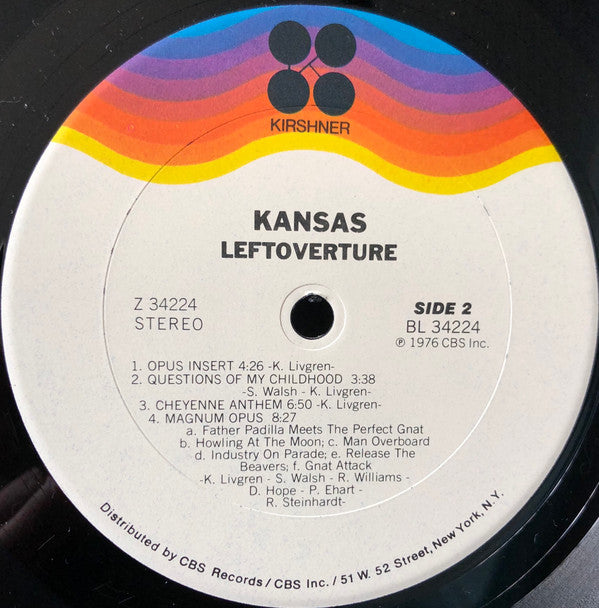 KIRSHNER
KANSAS
LEFTOVERTURE
Z 34224
STEREO
SIDE 2
BL 34224
℗ 1976 CBS Inc.
1. OPUS INSERT 4:26 -K. Livgren-
2. QUESTIONS OF MY CHILDHOOD 3:38
-S. Walsh - K. Livgren-
3. CHEYENNE ANTHEM 6:50 -K. Livgren-
4. MAGNUM OPUS 8:27
a. Father Padilla Meets The Perfect Gnat
b. Howling At The Moon; c. Man Overboard
d. Industry On Parade; e. Release The
Beavers; f. Gnat Attack
-K. Livgren - S. Walsh - R. Williams -
D. Hope - P. Ehart -
R. Steinhardt-
Distributed by CBS Records / CBS Inc. / 51 W. 52 Street, New York, N.Y.